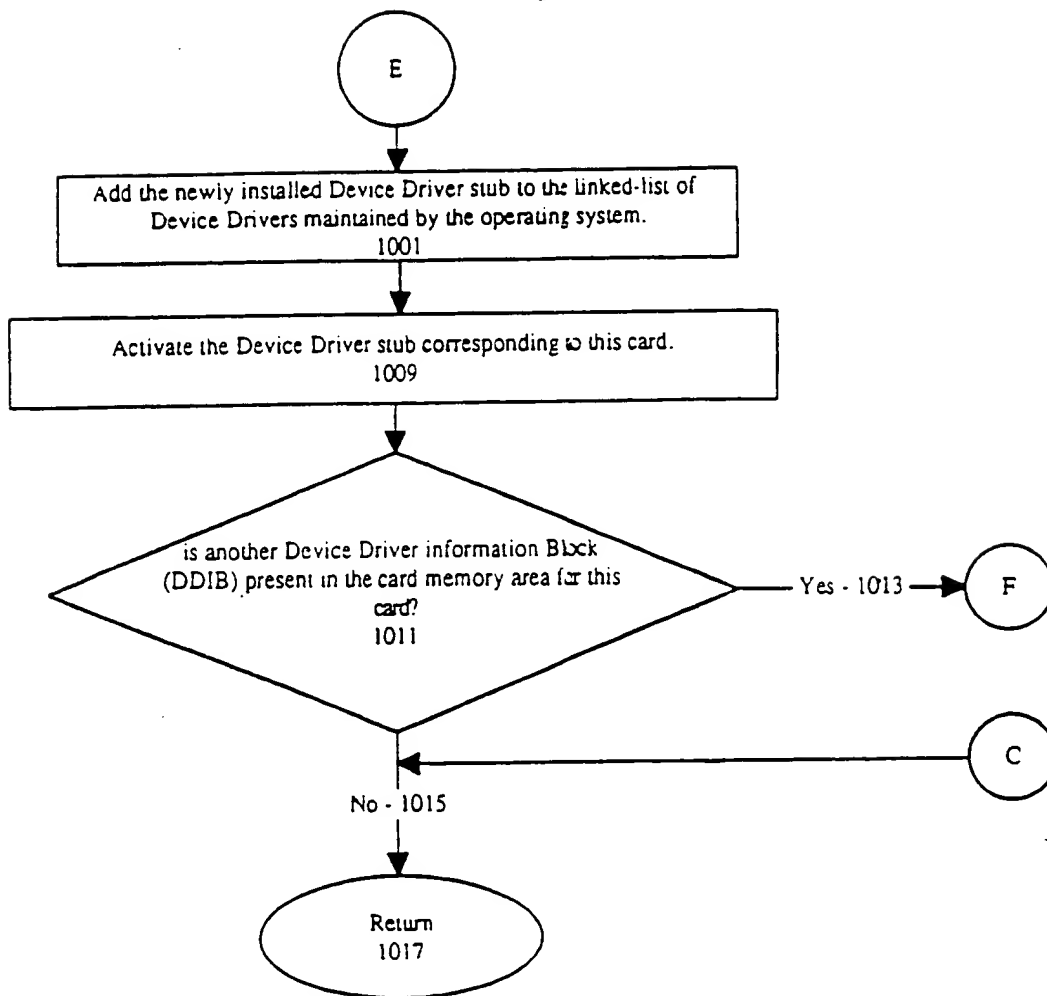 E
Add the newly installed Device Driver stub to the linked-list of
Device Drivers maintained by the operating system.
1001
Activate the Device Driver stub corresponding to this card.
1009
is another Device Driver information Block
(DDIB) present in the card memory area for this
card?
1011
Yes - 1013
F
C
No - 1015
Return
1017